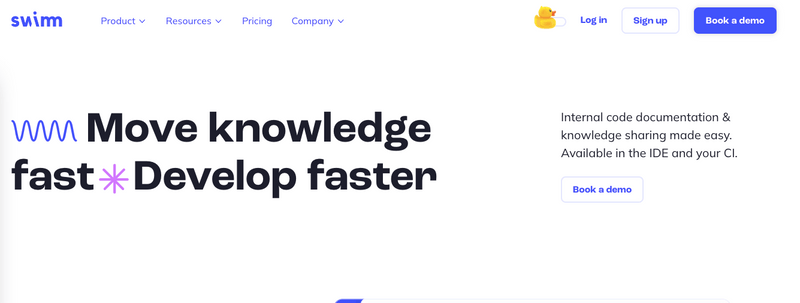 swimm
Product Resources Pricing Company Log in Sign up Book a demo
Move knowledge
fast Develop faster
Internal code documentation &
knowledge sharing made easy.
Available in the IDE and your CI.
Book a demo